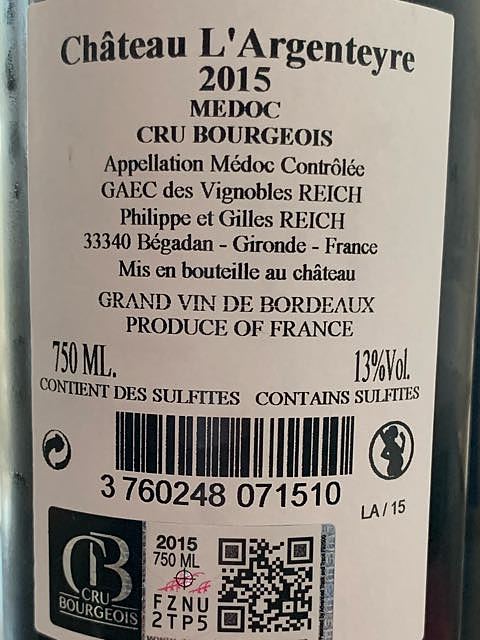 Château L'Argenteyre
2015
MEDOC
CRU BOURGEOIS
Appellation Médoc Contrôlée
GAEC des Vignobles REICH
Philippe et Gilles REICH
33340 Bégadan - Gironde - France
Mis en bouteille au château
GRAND VIN DE BORDEAUX
PRODUCE OF FRANCE
750 ML. 13%Vol.
CONTIENT DES SULFITES CONTAINS SULFITES
3 760248 071510
LA / 15
CB
CRU
BOURGEOIS
2015
750 ML
FZNU
2TP5